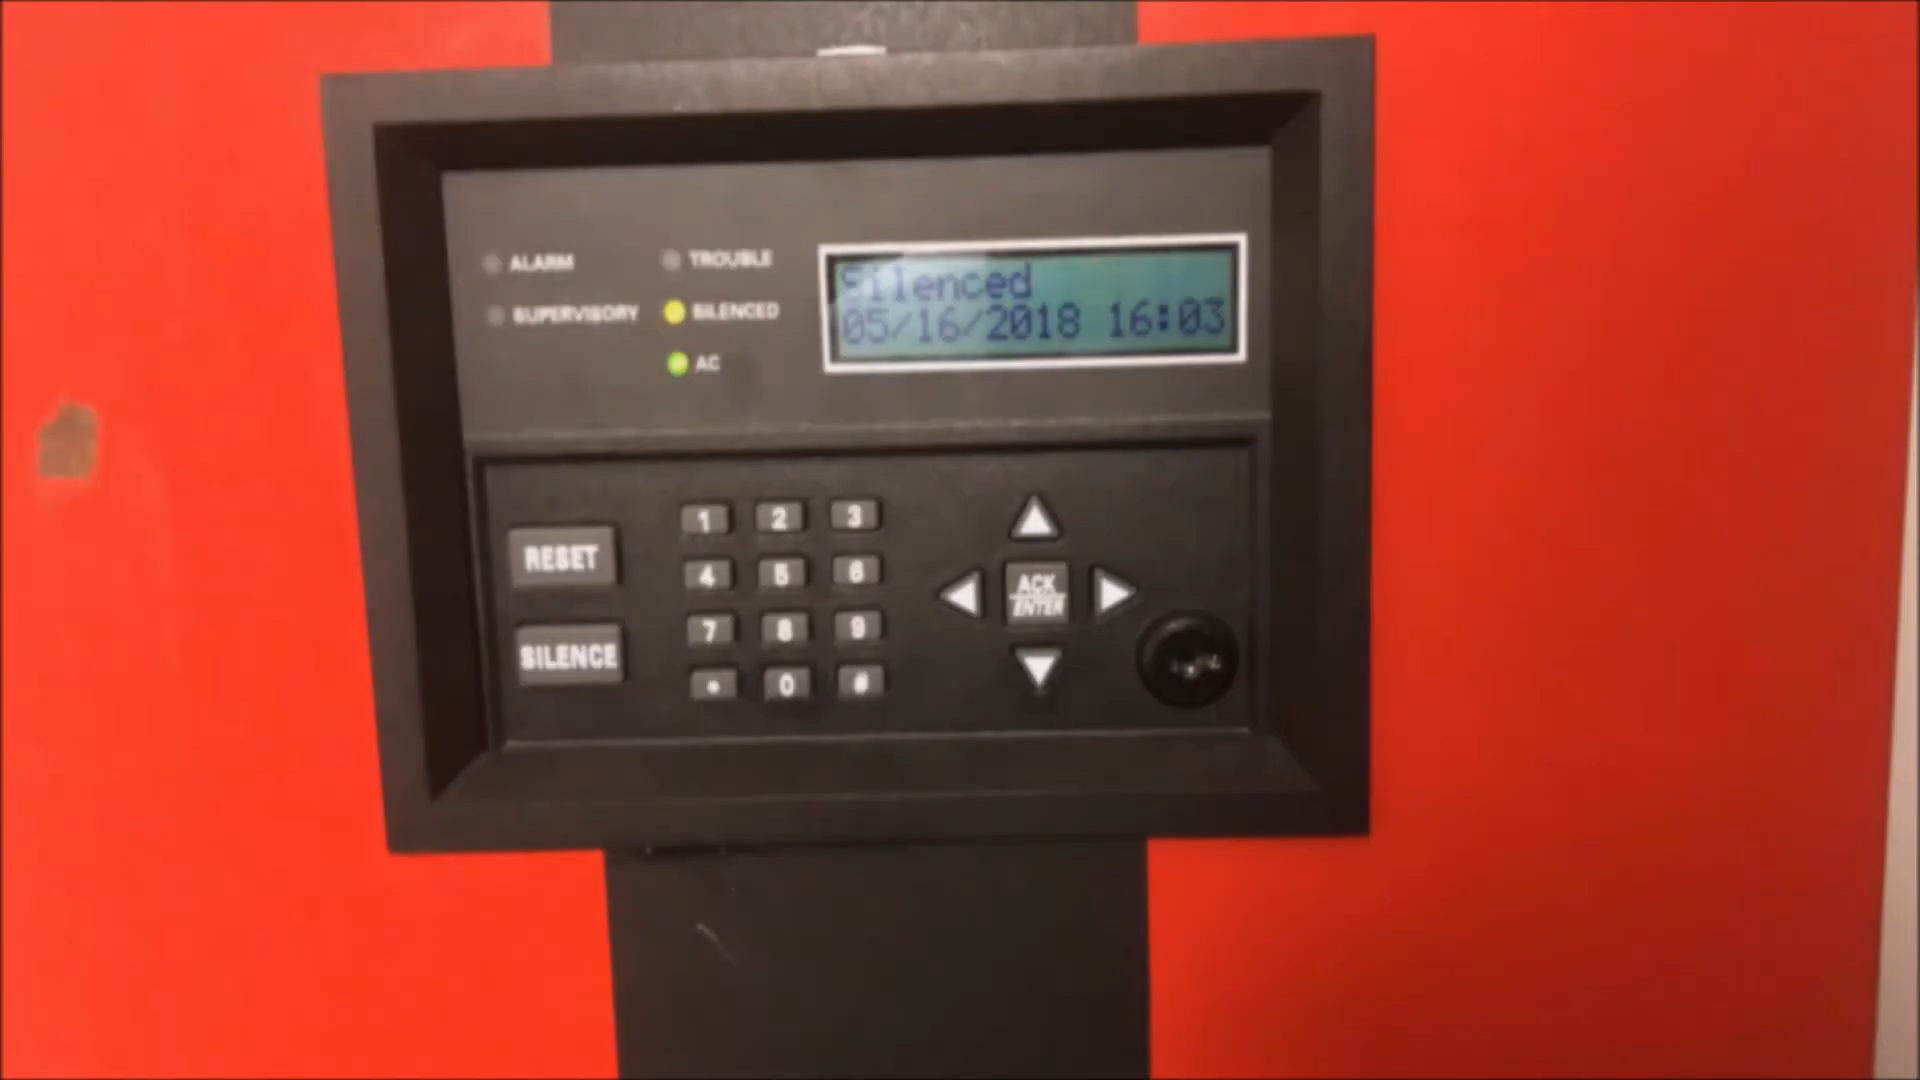 ALARM
TROUBLE
SUPERVISORY
SILENCED
AC
Silenced
05/16/2018 16:03
RESET
SILENCE
1 2 3
4 5 6
7 8 9
* 0 #
ACK
ENTER